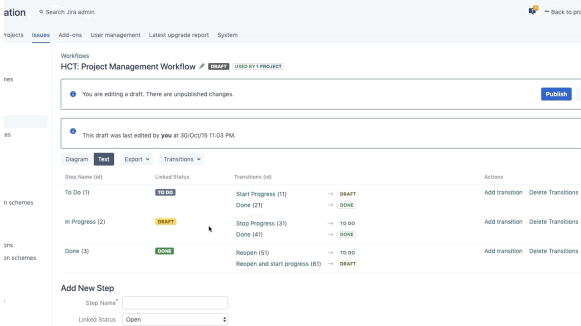 ation Search Jira admin Back to pro
Projects Issues Add-ons User management Latest upgrade report System
Workflows
HCT: Project Management Workflow DRAFT USED BY 1 PROJECT
nes
You are editing a draft. There are unpublished changes. Publish
es
This draft was last edited by you at 30/Oct/15 11:03 PM.
Diagram Text Export Transitions
Step Name (id) Linked Status Transitions (id) Actions
To Do (1) TO DO Start Progress (11) → DRAFT Add transition Delete Transitions
Done (21) → DONE
n schemes
In Progress (2) DRAFT Stop Progress (31) → TO DO Add transition Delete Transitions
Done (41) → DONE
ons
Done (3) DONE Reopen (51) → TO DO Add transition Delete Transitions
on schemes
Reopen and start progress (61) → DRAFT
Add New Step
Step Name*
Linked Status Open